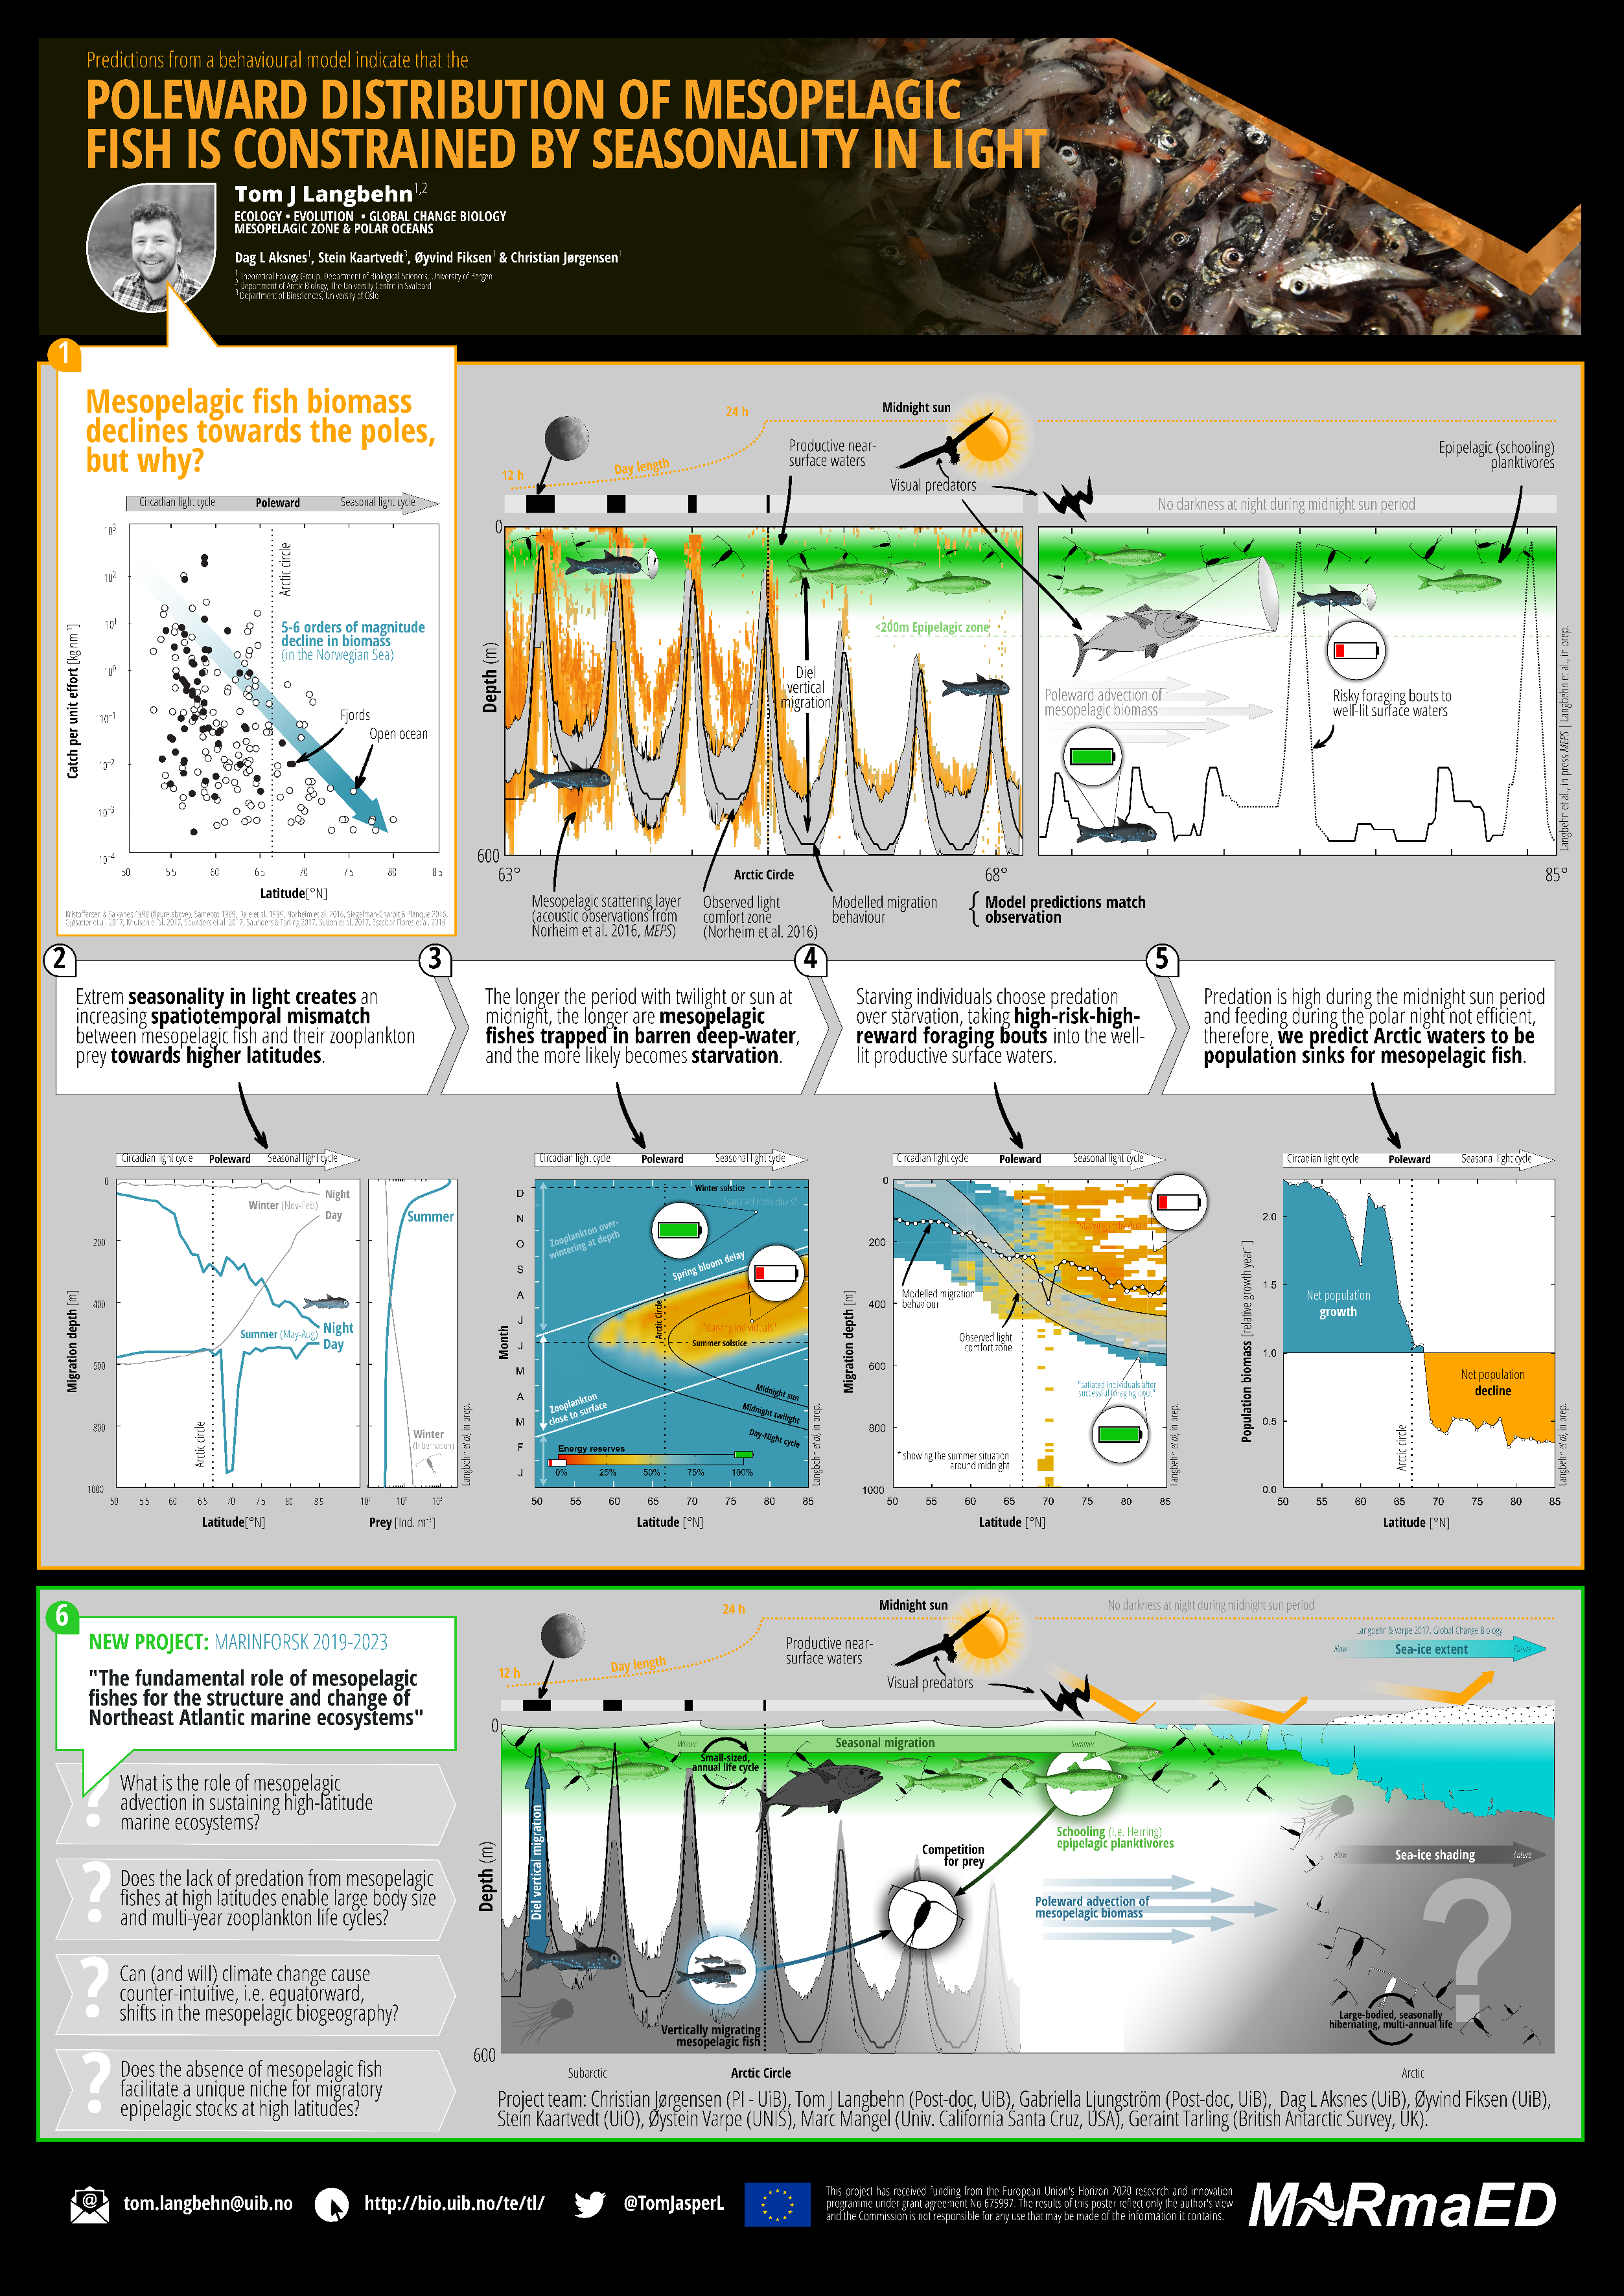 Predictions from a behavioural model indicate that the
POLEWARD DISTRIBUTION OF MESOPELAGIC
FISH IS CONSTRAINED BY SEASONALITY IN LIGHT
Tom J Langbehn1,2
ECOLOGY • EVOLUTION • GLOBAL CHANGE BIOLOGY
MESOPELAGIC ZONE & POLAR OCEANS
Dag L Aksnes1, Stein Kaartvedt3, Øyvind Fiksen1 & Christian Jørgensen1
1 Theoretical Ecology Group, Department of Biological Sciences, University of Bergen
2 Department of Arctic Biology, The University Centre in Svalbard
3 Department of Biosciences, University of Oslo
1
Mesopelagic fish biomass
declines towards the poles,
but why?
Circadian light cycle Poleward Seasonal light cycle
Arctic circle
5-6 orders of magnitude
decline in biomass
(in the Norwegian Sea)
Fjords
Open ocean
Catch per unit effort [kg nm-1]
10^3
10^2
10^1
10^0
10^-1
10^-2
10^-3
10^-4
50 55 60 65 70 75 80 85
Latitude[°N]
12 h
Day length
24 h
Midnight sun
Productive near-
surface waters
Visual predators
Epipelagic (schooling)
planktivores
No darkness at night during midnight sun period
0
Depth (m)
600
<200m Epipelagic zone
Diel
vertical
migration
Poleward advection of
mesopelagic biomass
Risky foraging bouts to
well-lit surface waters
Langbehn et al., in press MEPS | Langbehn et al., in prep.
63°
Arctic Circle
68°
85°
Mesopelagic scattering layer
(acoustic observations from
Norheim et al. 2016, MEPS)
Observed light
comfort zone
(Norheim et al. 2016)
Modelled migration
behaviour
{ Model predictions match
observation
2
Extrem seasonality in light creates an
increasing spatiotemporal mismatch
between mesopelagic fish and their zooplankton
prey towards higher latitudes.
3
The longer the period with twilight or sun at
midnight, the longer are mesopelagic
fishes trapped in barren deep-water,
and the more likely becomes starvation.
4
Starving individuals choose predation
over starvation, taking high-risk-high-
reward foraging bouts into the well-
lit productive surface waters.
5
Predation is high during the midnight sun period
and feeding during the polar night not efficient,
therefore, we predict Arctic waters to be
population sinks for mesopelagic fish.
Circadian light cycle Poleward Seasonal light cycle
Night
Winter (Nov-Feb)
Day
Summer (May-Aug)
Night
Day
Arctic circle
Migration depth [m]
0
200
400
600
800
1000
50 55 60 65 70 75 80 85
Latitude[°N]
Summer
Winter
(hibernation)
Prey [Ind. m-3]
Langbehn et al, in prep.
Circadian light cycle Poleward Seasonal light cycle
Winter solstice
"satiated individuals"
Zooplankton over-
wintering at depth
Spring bloom delay
Arctic Circle
"starving individuals"
Summer solstice
Midnight sun
Midnight twilight
Day-Night cycle
Zooplankton
close to surface
Energy reserves
0% 25% 50% 75% 100%
Month
D
N
O
S
A
J
J
M
A
M
F
J
50 55 60 65 70 75 80 85
Latitude [°N]
Langbehn et al, in prep.
Circadian light cycle Poleward Seasonal light cycle
"starving individuals"
Modelled migration
behaviour
Observed light
comfort zone
"satiated individuals after
successful foraging bout"
* showing the summer situation
around midnight
Migration depth [m]
0
200
400
600
800
1000
50 55 60 65 70 75 80 85
Latitude [°N]
Langbehn et al, in prep.
Circadian light cycle Poleward Seasonal light cycle
Net population
growth
Net population
decline
Arctic circle
Population biomass [relative growth year-1]
2.0
1.5
1.0
0.5
0.0
50 55 60 65 70 75 80 85
Latitude [°N]
Langbehn et al, in prep.
6
NEW PROJECT: MARINFORSK 2019-2023
"The fundamental role of mesopelagic
fishes for the structure and change of
Northeast Atlantic marine ecosystems"
? What is the role of mesopelagic
advection in sustaining high-latitude
marine ecosystems?
? Does the lack of predation from mesopelagic
fishes at high latitudes enable large body size
and multi-year zooplankton life cycles?
? Can (and will) climate change cause
counter-intuitive, i.e. equatorward,
shifts in the mesopelagic biogeography?
? Does the absence of mesopelagic fish
facilitate a unique niche for migratory
epipelagic stocks at high latitudes?
12 h
Day length
24 h
Midnight sun
Productive near-
surface waters
Visual predators
No darkness at night during midnight sun period
Langbehn & Varpe 2017, Global Change Biology
Now Sea-ice extent Future
0
Depth (m)
600
Winter Seasonal migration Summer
Small-sized,
annual life cycle
Diel vertical migration
Competition
for prey
Schooling (i.e. Herring)
epipelagic planktivores
Poleward advection of
mesopelagic biomass
Now Sea-ice shading Future
?
Large-bodied, seasonally
hibernating, multi-annual life
Vertically migrating
mesopelagic fish
Subarctic
Arctic Circle
Arctic
Project team: Christian Jørgensen (PI - UiB), Tom J Langbehn (Post-doc, UiB), Gabriella Ljungström (Post-doc, UiB), Dag L Aksnes (UiB), Øyvind Fiksen (UiB),
Stein Kaartvedt (UiO), Øystein Varpe (UNIS), Marc Mangel (Univ. California Santa Cruz, USA), Geraint Tarling (British Antarctic Survey, UK).
tom.langbehn@uib.no
http://bio.uib.no/te/tl/
@TomJasperL
This project has received funding from the European Union's Horizon 2020 research and innovation
programme under grant agreement No 675997. The results of this poster reflect only the author's view
and the Commission is not responsible for any use that may be made of the information it contains.
MARmaED